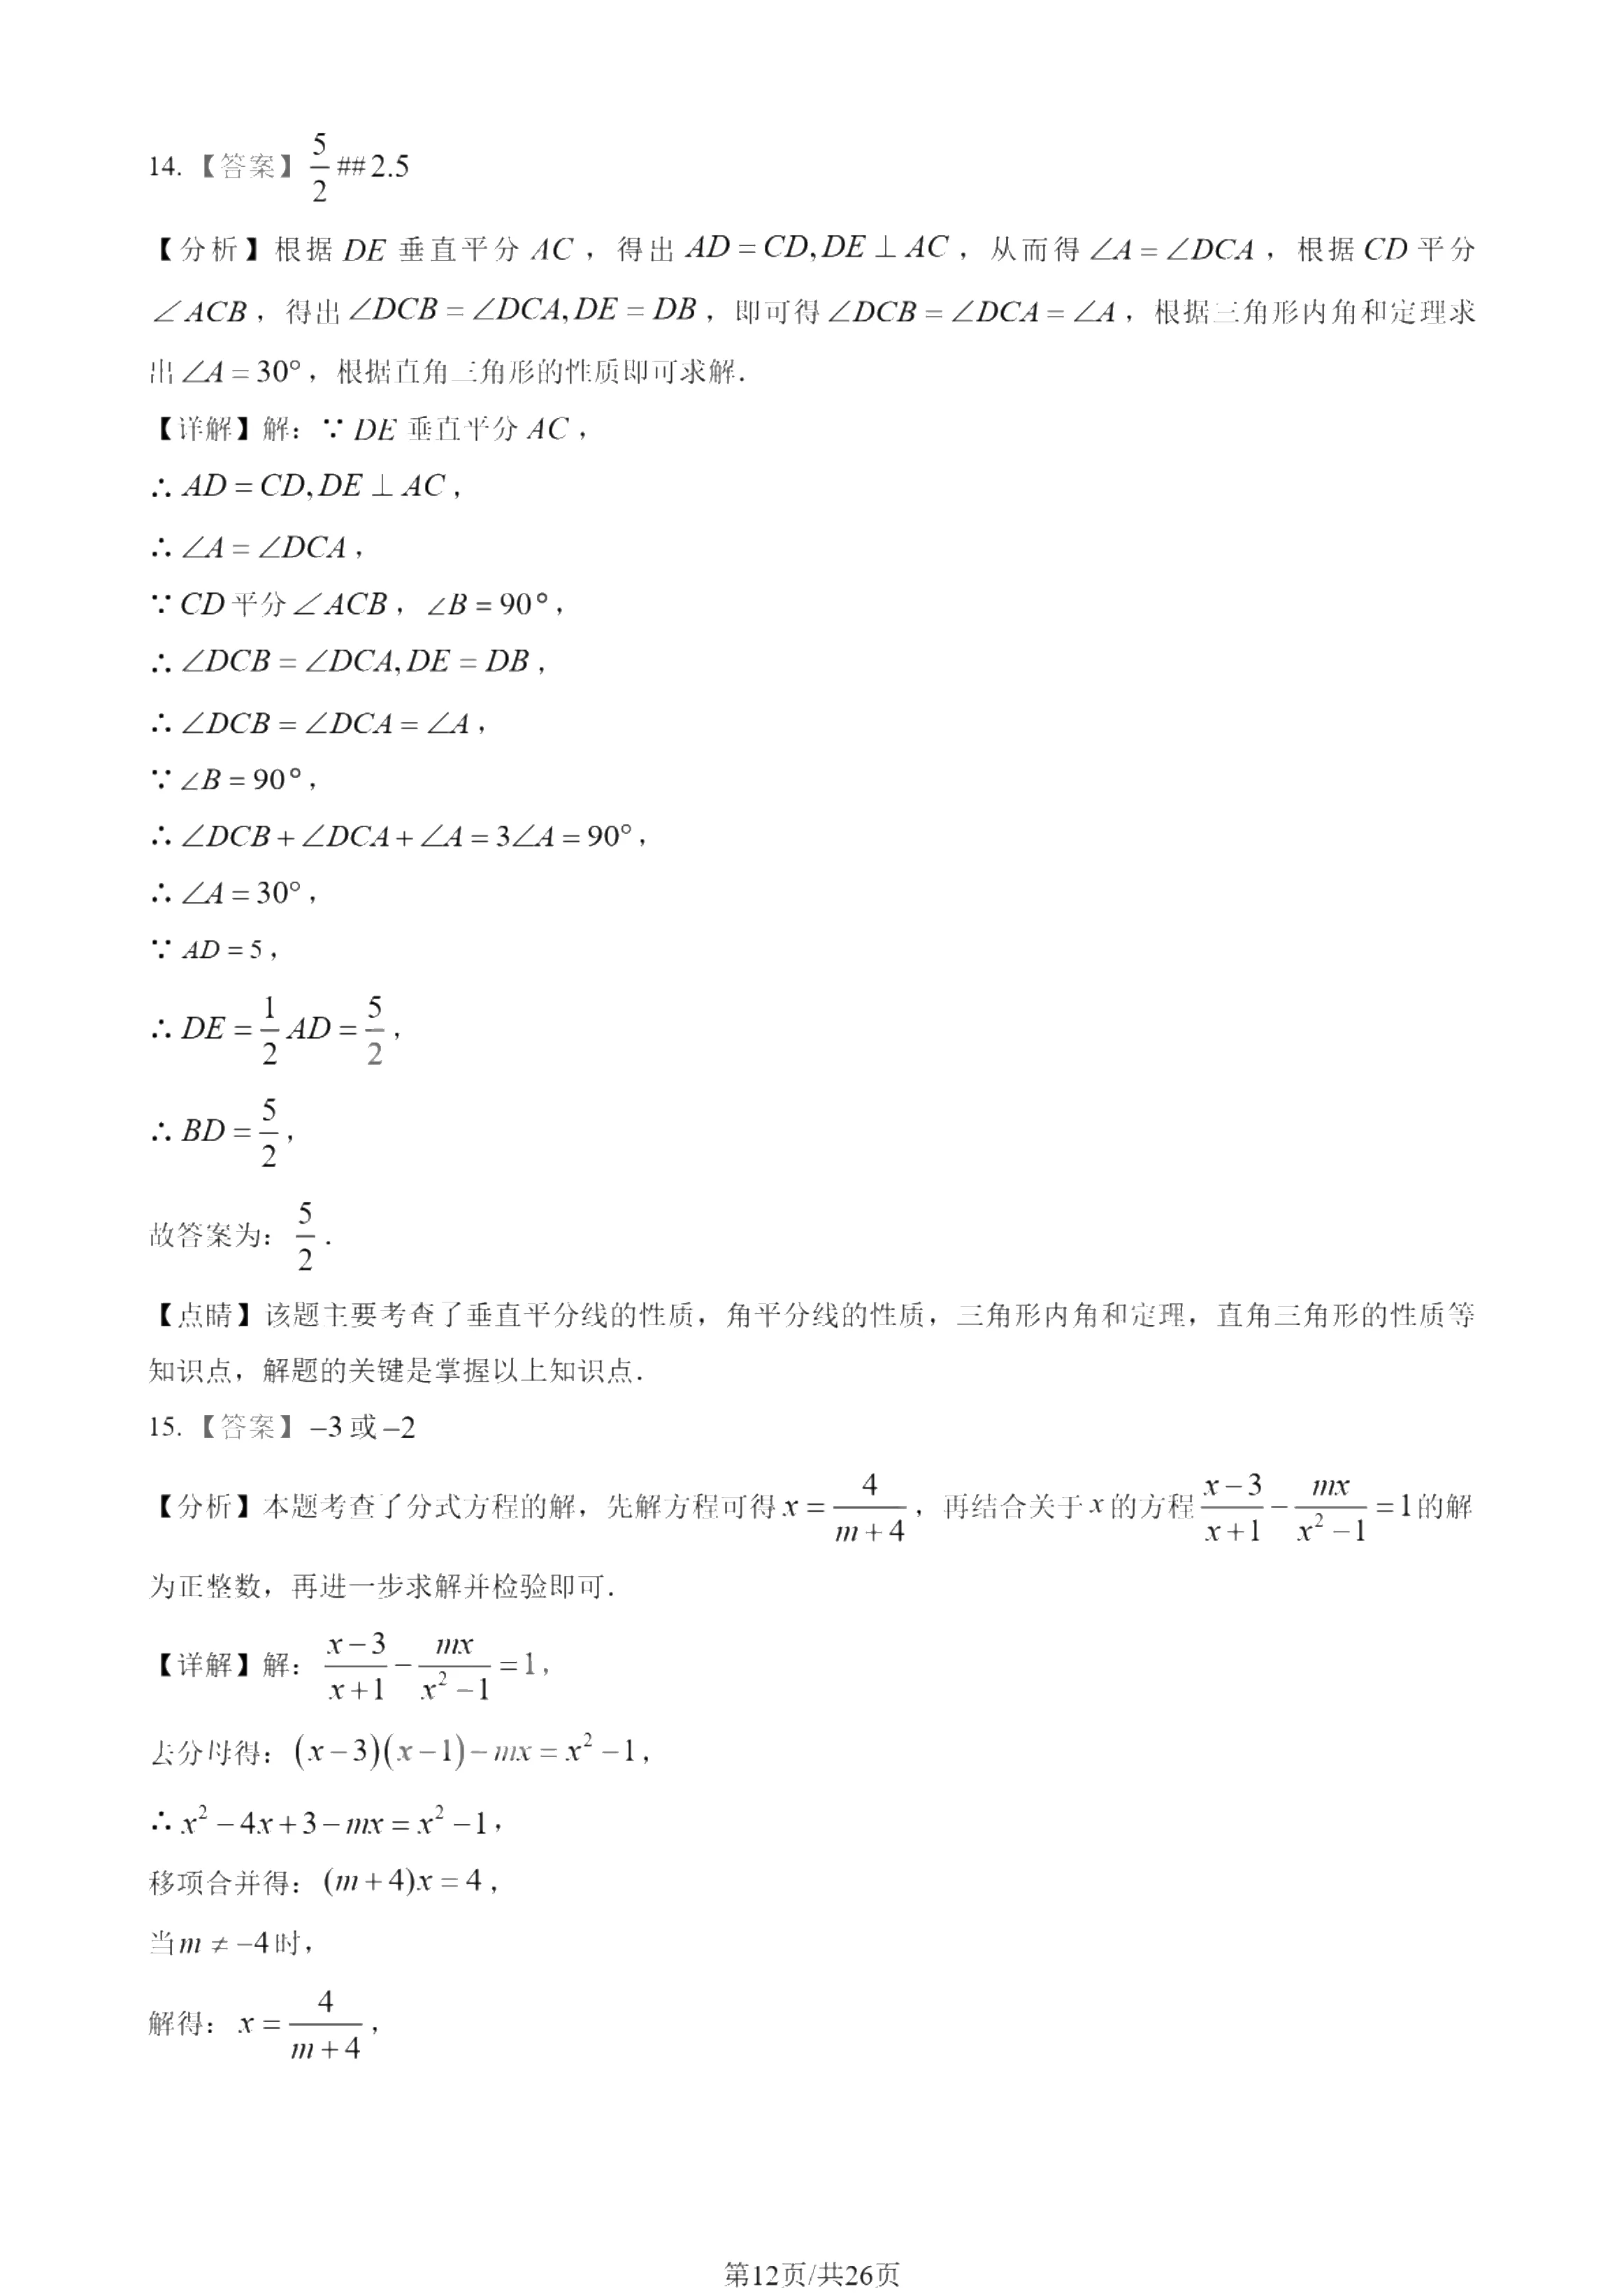 14. 【答案】 5/2 ## 2.5
【分析】根据 DE 垂直平分 AC ，得出 AD = CD, DE ⊥ AC ，从而得 ∠A = ∠DCA ，根据 CD 平分
∠ACB ，得出 ∠DCB = ∠DCA, DE = DB ，即可得 ∠DCB = ∠DCA = ∠A ，根据三角形内角和定理求
出 ∠A = 30° ，根据直角三角形的性质即可求解．
【详解】解：∵ DE 垂直平分 AC ，
∴ AD = CD, DE ⊥ AC ，
∴ ∠A = ∠DCA ，
∵ CD 平分 ∠ACB ，∠B = 90° ，
∴ ∠DCB = ∠DCA, DE = DB ，
∴ ∠DCB = ∠DCA = ∠A ，
∵ ∠B = 90° ，
∴ ∠DCB + ∠DCA + ∠A = 3∠A = 90° ，
∴ ∠A = 30° ，
∵ AD = 5 ，
∴ DE = 1/2 AD = 5/2 ，
∴ BD = 5/2 ，
故答案为： 5/2 ．
【点睛】该题主要考查了垂直平分线的性质，角平分线的性质，三角形内角和定理，直角三角形的性质等
知识点，解题的关键是掌握以上知识点．
15. 【答案】 −3 或 −2
【分析】本题考查了分式方程的解，先解方程可得 x = 4/(m+4) ，再结合关于 x 的方程 (x−3)/(x+1) − mx/(x²−1) = 1 的解
为正整数，再进一步求解并检验即可．
【详解】解： (x−3)/(x+1) − mx/(x²−1) = 1 ，
去分母得： (x−3)(x−1) − mx = x² −1 ，
∴ x² − 4x + 3 − mx = x² −1 ，
移项合并得： (m+4)x = 4 ，
当 m ≠ −4 时，
解得： x = 4/(m+4) ，
第12页/共26页